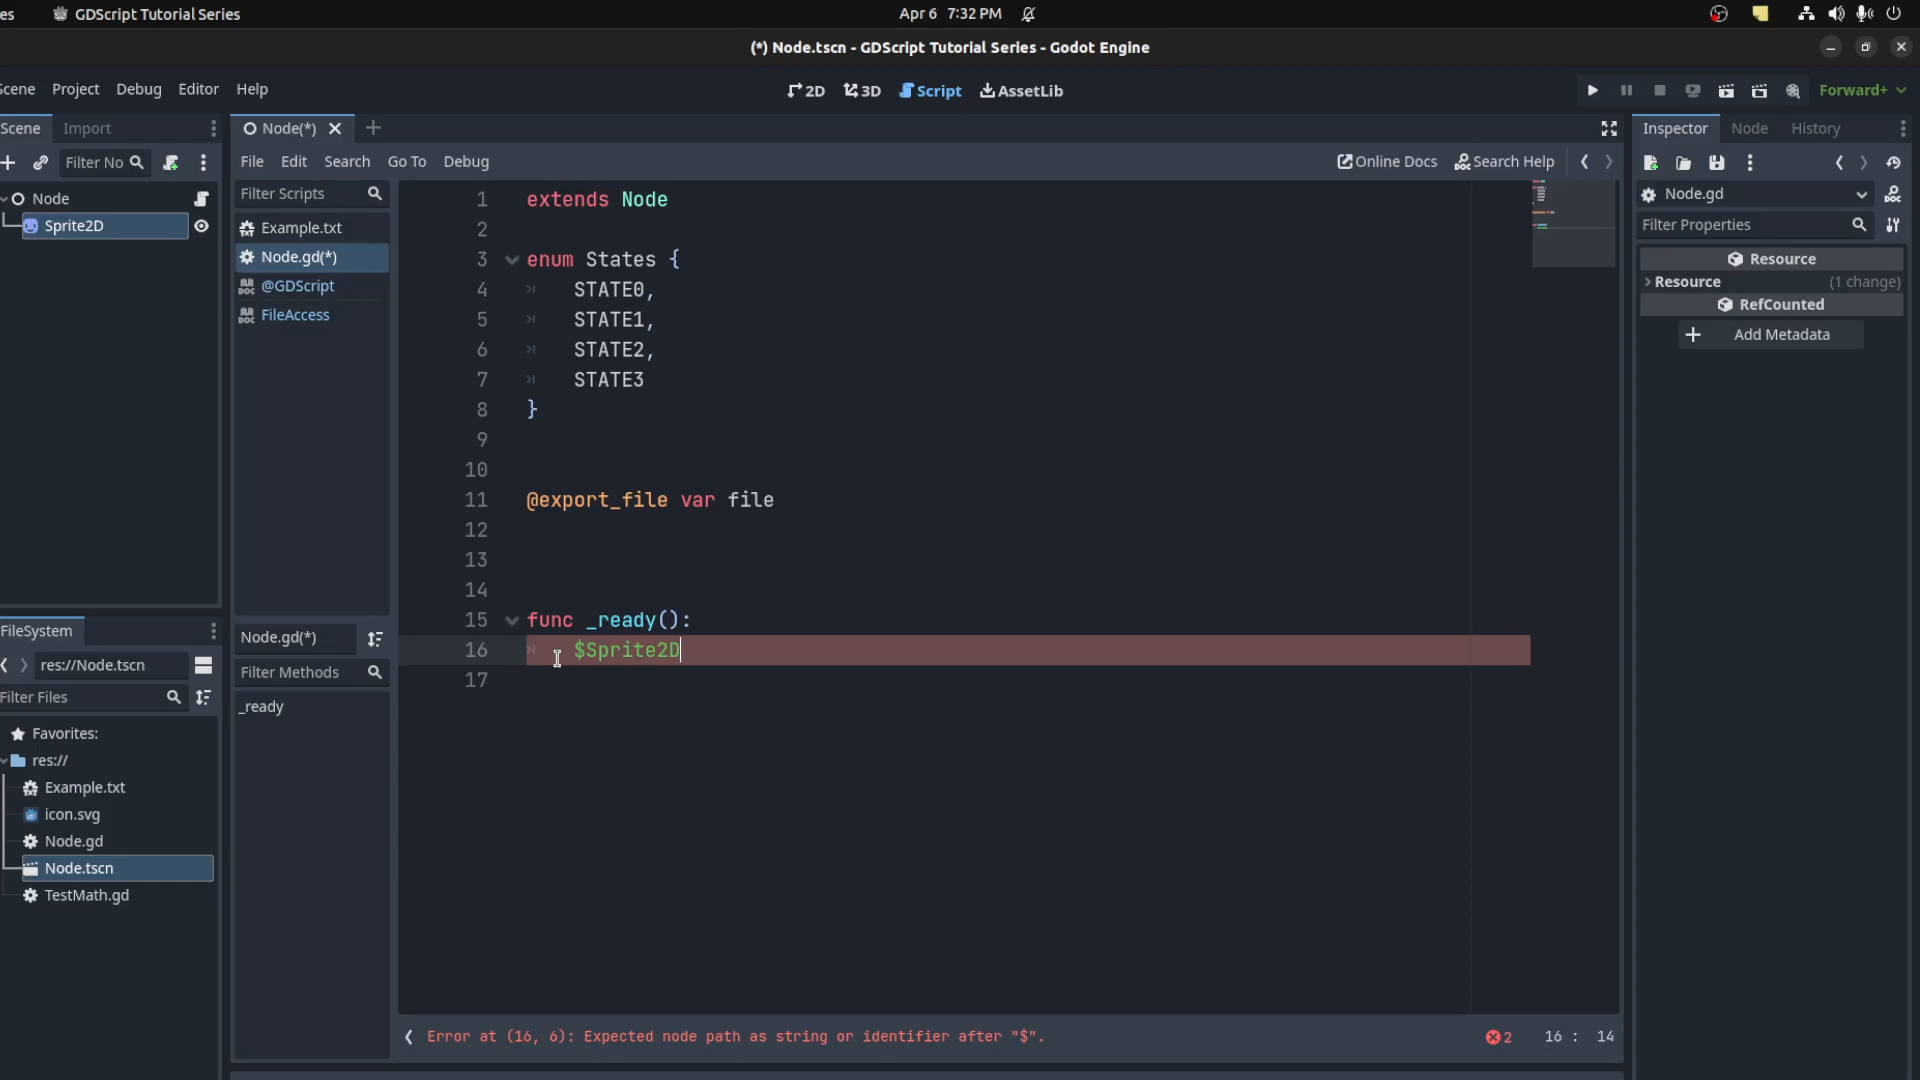 es GDScript Tutorial Series Apr 6 7:32 PM
(*) Node.tscn - GDScript Tutorial Series - Godot Engine
Scene Project Debug Editor Help 2D 3D Script AssetLib Forward+
Scene Import Node(*) Inspector Node History
Filter No File Edit Search Go To Debug Online Docs Search Help
Node Filter Scripts Node.gd
Sprite2D Filter Properties
Example.txt
Node.gd(*)
@GDScript
FileAccess
1 extends Node
2
3 enum States {
4 STATE0,
5 STATE1,
6 STATE2,
7 STATE3
8 }
9
10
11 @export_file var file
12
13
14
15 func _ready():
16 $Sprite2D
17
Resource
Resource (1 change)
RefCounted
Add Metadata
FileSystem
res://Node.tscn
Filter Files
Favorites:
res://
Example.txt
icon.svg
Node.gd
Node.tscn
TestMath.gd
Node.gd(*)
Filter Methods
_ready
Error at (16, 6): Expected node path as string or identifier after "$". 2 16 : 14